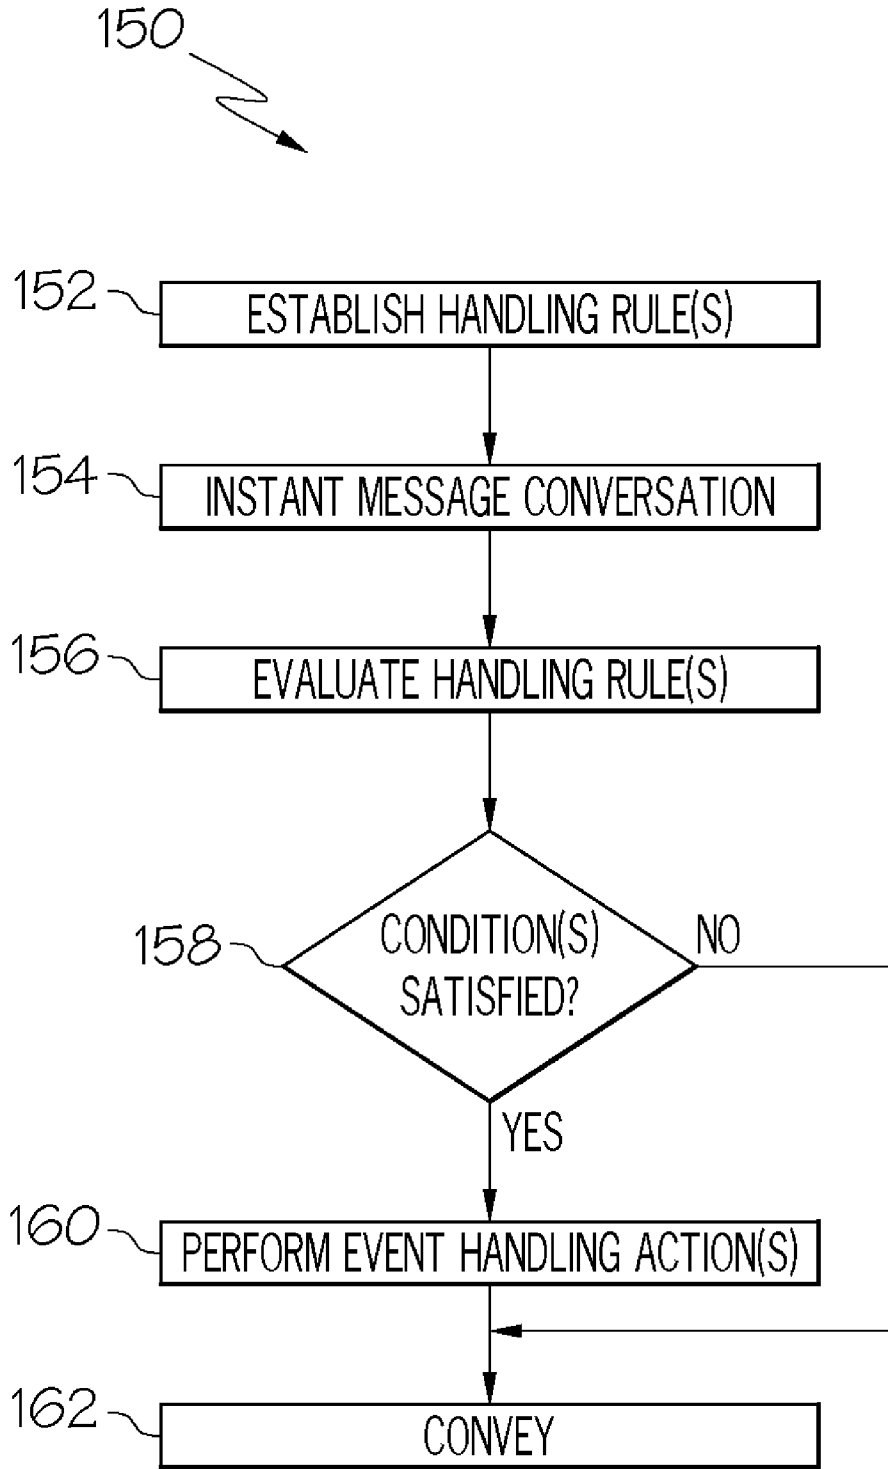 150
152
ESTABLISH HANDLING RULE(S)
154
INSTANT MESSAGE CONVERSATION
156
EVALUATE HANDLING RULE(S)
158
CONDITION(S)
SATISFIED?
NO
YES
160
PERFORM EVENT HANDLING ACTION(S)
162
CONVEY